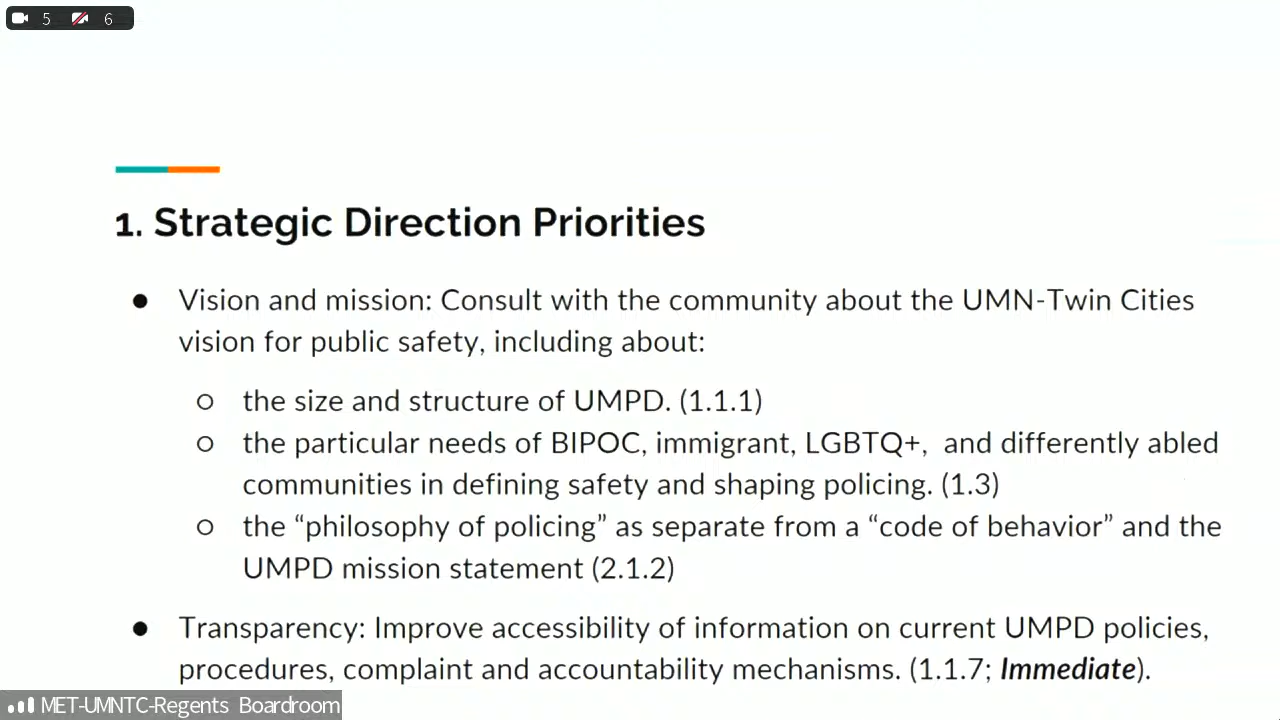 5 6
1. Strategic Direction Priorities
● Vision and mission: Consult with the community about the UMN-Twin Cities
vision for public safety, including about:
○ the size and structure of UMPD. (1.1.1)
○ the particular needs of BIPOC, immigrant, LGBTQ+, and differently abled
communities in defining safety and shaping policing. (1.3)
○ the “philosophy of policing” as separate from a “code of behavior” and the
UMPD mission statement (2.1.2)
● Transparency: Improve accessibility of information on current UMPD policies,
procedures, complaint and accountability mechanisms. (1.1.7; Immediate).
MET-UMNTC-Regents Boardroom